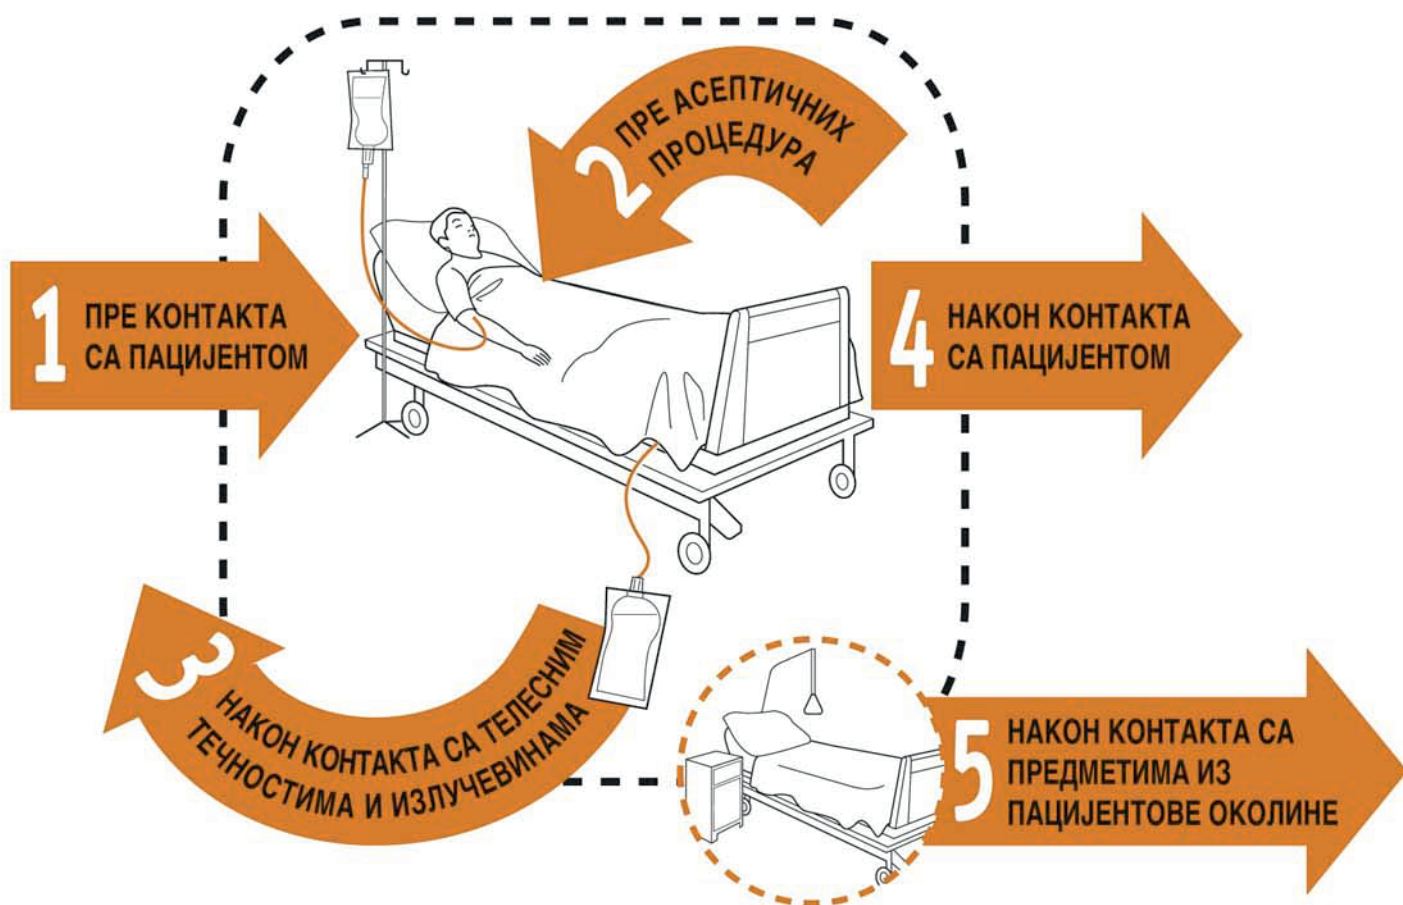 1
ПРЕ КОНТАКТА
СА ПАЦИЈЕНТОМ
2
ПРЕ АСЕПТИЧНИХ
ПРОЦЕДУРА
3
НАКОН КОНТАКТА СА ТЕЛЕСНИМ
ТЕЧНОСТИМА И ИЗЛУЧЕВИНАМА
4
НАКОН КОНТАКТА
СА ПАЦИЈЕНТОМ
5
НАКОН КОНТАКТА СА
ПРЕДМЕТИМА ИЗ
ПАЦИЈЕНТОВЕ ОКОЛИНЕ